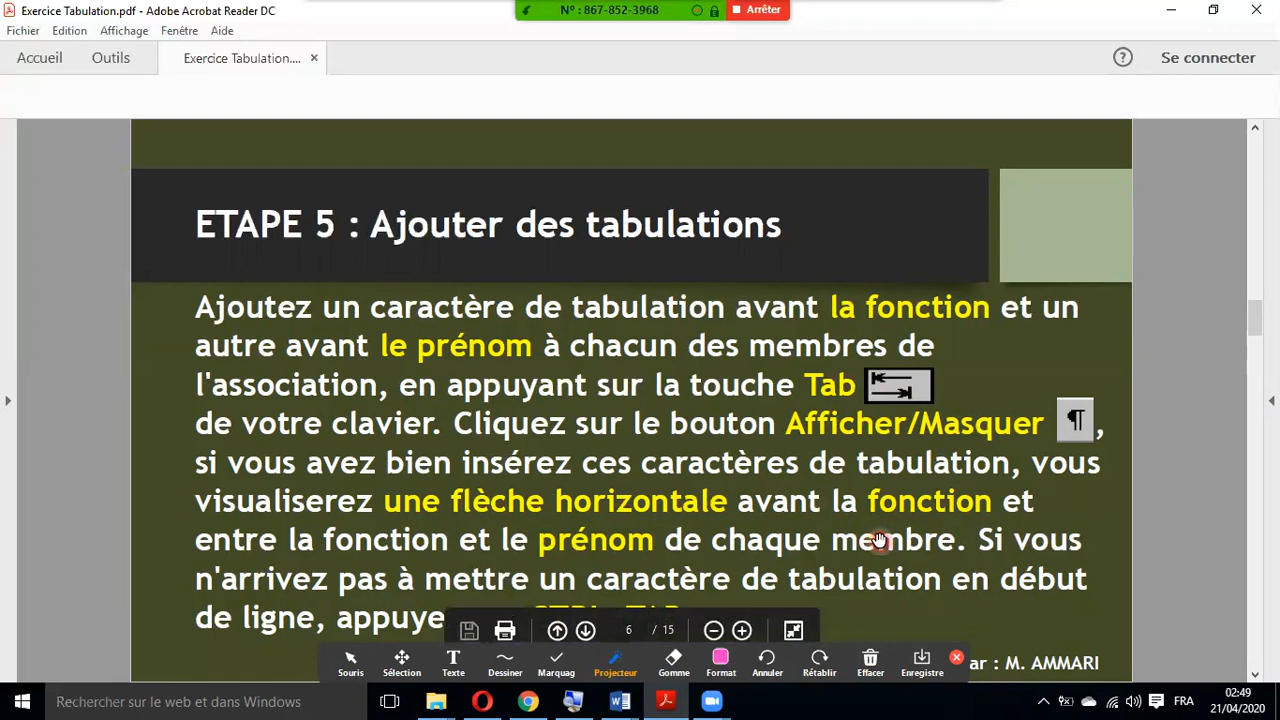 Exercice Tabulation.pdf - Adobe Acrobat Reader DC
N° : 867-852-3968
Arrêter
Fichier Edition Affichage Fenêtre Aide
Accueil Outils Exercice Tabulation....
Se connecter
ETAPE 5 : Ajouter des tabulations
Ajoutez un caractère de tabulation avant la fonction et un
autre avant le prénom à chacun des membres de
l'association, en appuyant sur la touche Tab
de votre clavier. Cliquez sur le bouton Afficher/Masquer ¶,
si vous avez bien insérez ces caractères de tabulation, vous
visualiserez une flèche horizontale avant la fonction et
entre la fonction et le prénom de chaque membre. Si vous
n'arrivez pas à mettre un caractère de tabulation en début
de ligne, appuye
6 / 15
Souris Sélection Texte Dessiner Marquag Projecteur Gomme Format Annuler Rétablir Effacer Enregistre
ar : M. AMMARI
Rechercher sur le web et dans Windows
FRA
02:49
21/04/2020